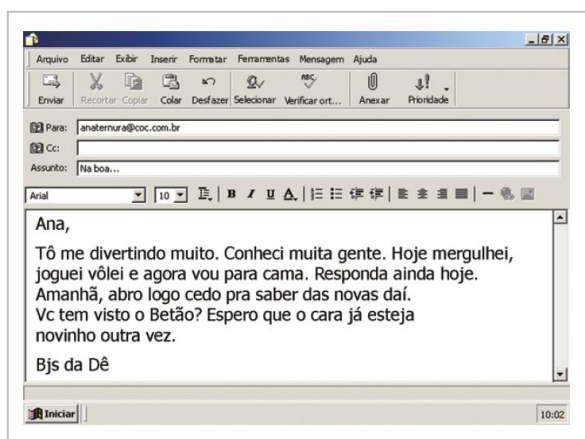 Arquivo Editar Exibir Inserir Formatar Ferramentas Mensagem Ajuda
Enviar Recortar Copiar Colar Desfazer Selecionar Verificar ort... Anexar Prioridade
Para: anaternura@coc.com.br
Cc:
Assunto: Na boa...
Arial 10 B I U A
Ana,
Tô me divertindo muito. Conheci muita gente. Hoje mergulhei,
joguei vôlei e agora vou para cama. Responda ainda hoje.
Amanhã, abro logo cedo pra saber das novas daí.
Vc tem visto o Betão? Espero que o cara já esteja
novinho outra vez.
Bjs da Dê
Iniciar 10:02